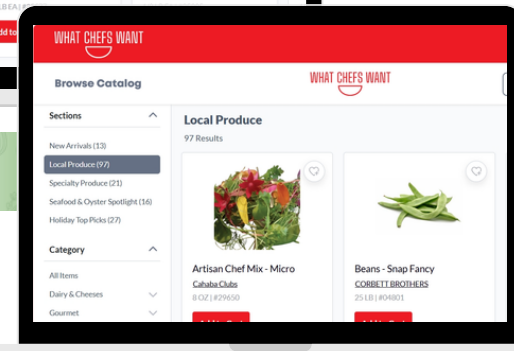 dd to
WHAT CHEFS WANT
Browse Catalog
WHAT CHEFS WANT
Sections
New Arrivals (13)
Local Produce (97)
Specialty Produce (21)
Seafood & Oyster Spotlight (16)
Holiday Top Picks (27)
Category
All Items
Dairy & Cheeses
Gourmet
Local Produce
97 Results
Artisan Chef Mix - Micro
Cahaba Clubs
8 OZ | #29650
Beans - Snap Fancy
CORBETT BROTHERS
25 LB | #04801